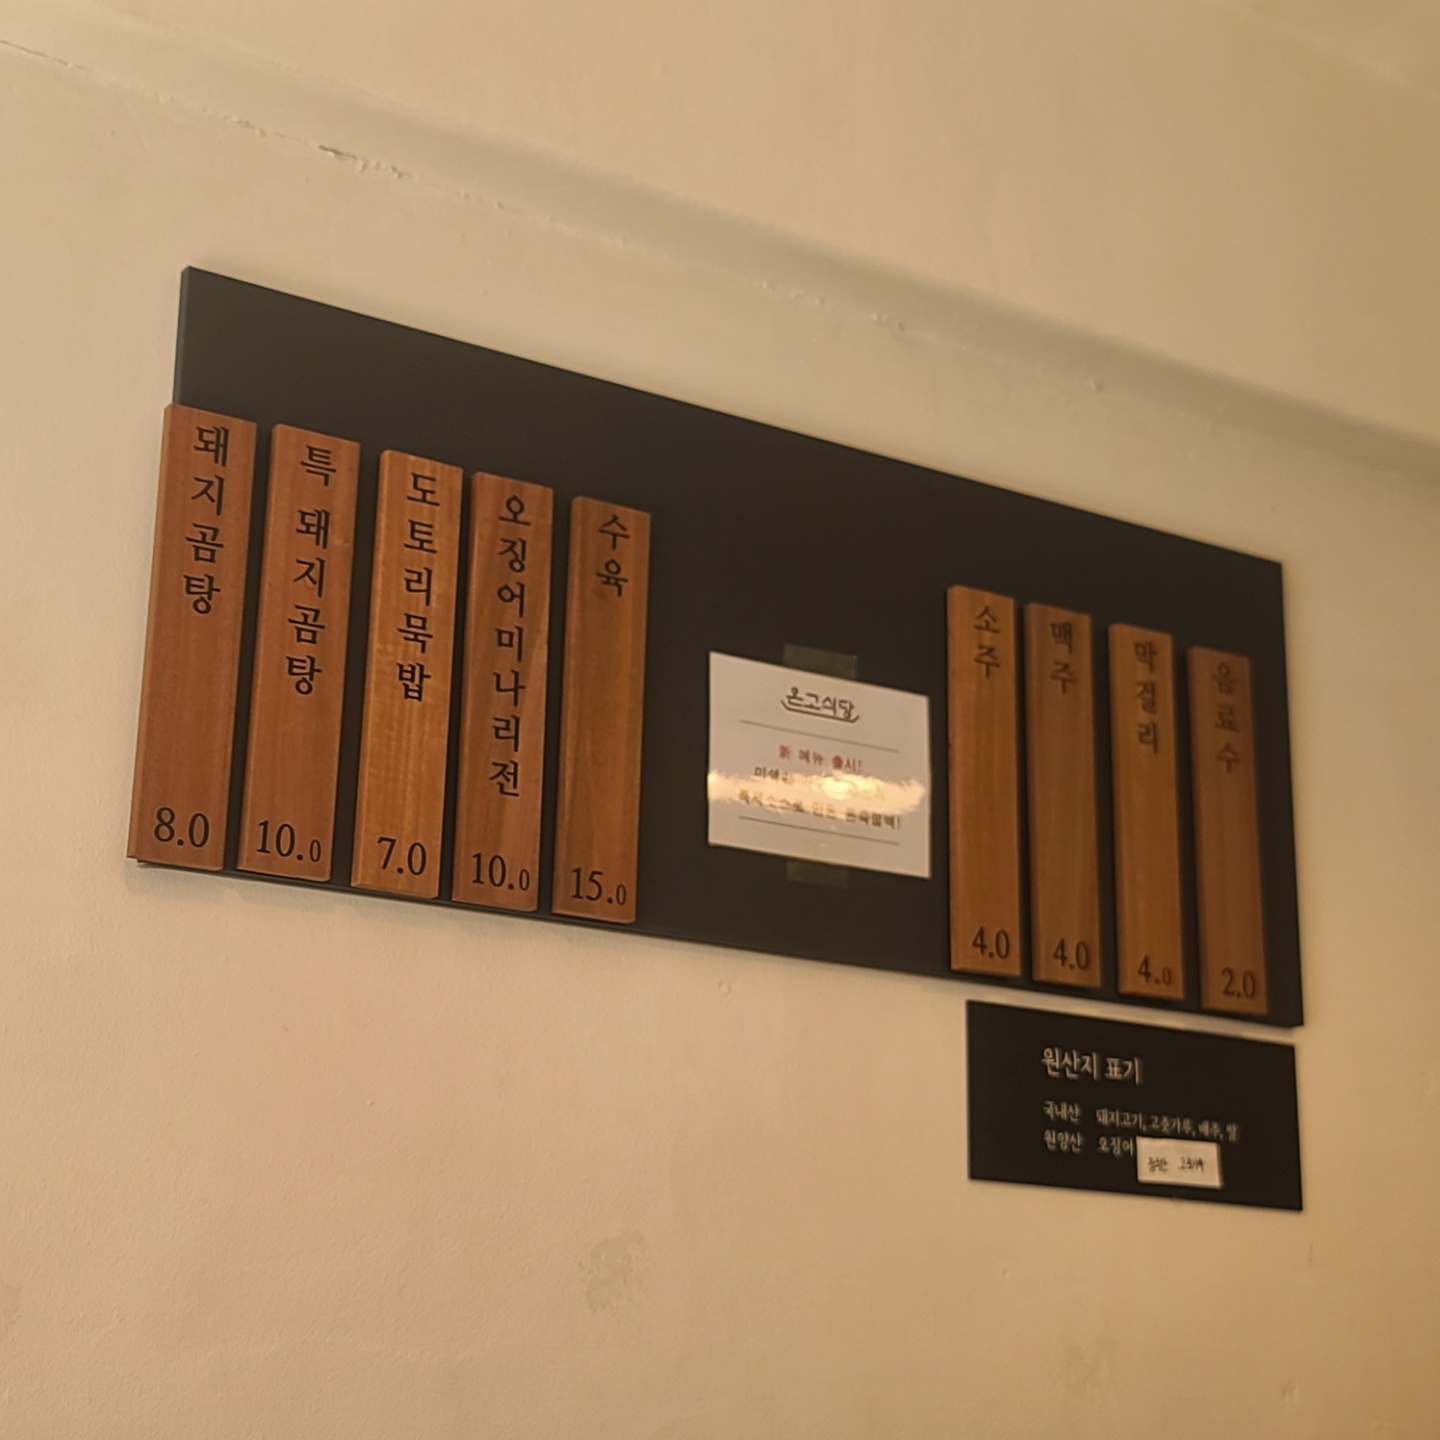 돼지곰탕
8.0
특 돼지곰탕
10.0
도토리묵밥
7.0
오징어미나리전
10.0
수육
15.0
온고식당
新 메뉴 출시!
소주
4.0
맥주
4.0
막걸리
4.0
음료수
2.0
원산지 표기
국내산 돼지고기, 고춧가루, 배추, 쌀
원양산 오징어